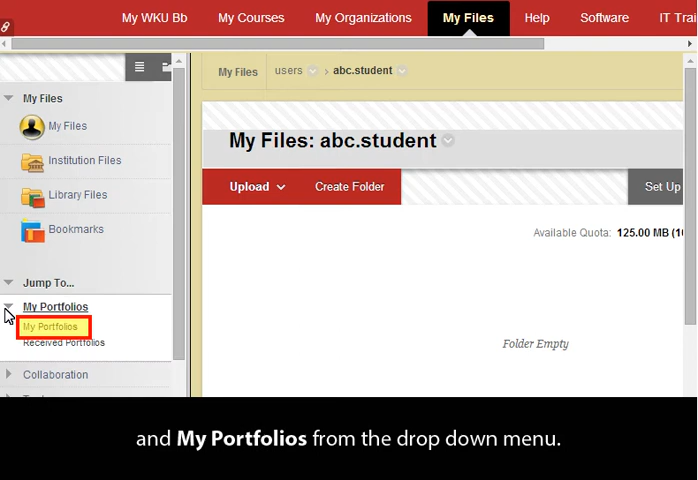 My WKU Bb My Courses My Organizations My Files Help Software IT Trai
My Files users abc.student
My Files
My Files
Institution Files
Library Files
Bookmarks
Jump To...
My Portfolios
My Portfolios
Received Portfolios
Collaboration
My Files: abc.student
Upload Create Folder Set Up
Available Quota: 125.00 MB (10
Folder Empty
and My Portfolios from the drop down menu.